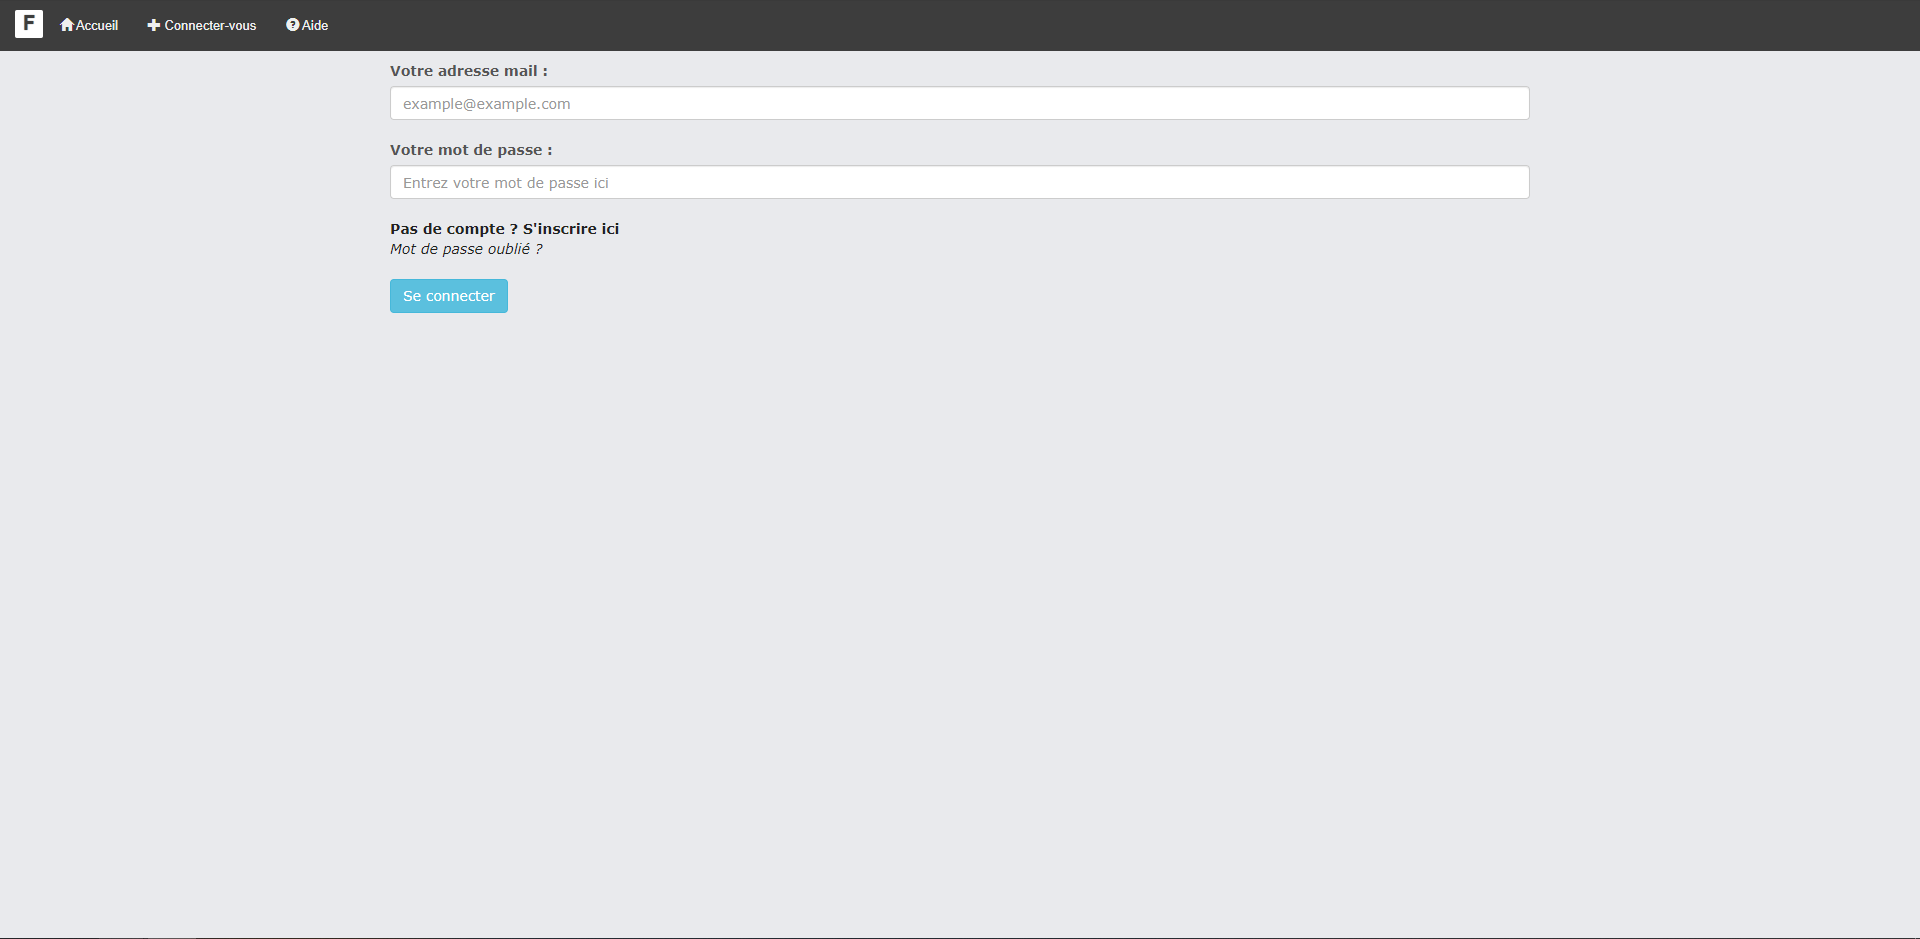 F Accueil Connecter-vous Aide
Votre adresse mail :
example@example.com
Votre mot de passe :
Entrez votre mot de passe ici
Pas de compte ? S'inscrire ici
Mot de passe oublié ?
Se connecter